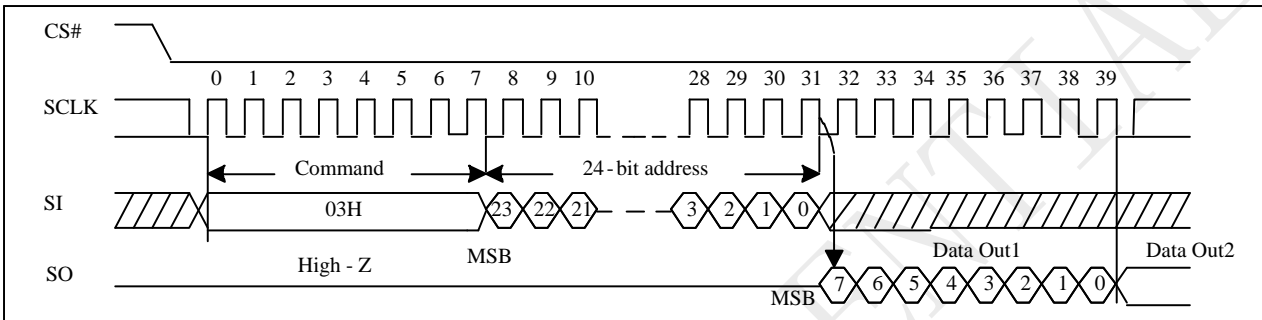 CS#
0 1 2 3 4 5 6 7 8 9 10 28 29 30 31 32 33 34 35 36 37 38 39
SCLK
Command 24-bit address
SI 03H 23 22 21 3 2 1 0
MSB Data Out1 Data Out2
SO High - Z
MSB 7 6 5 4 3 2 1 0